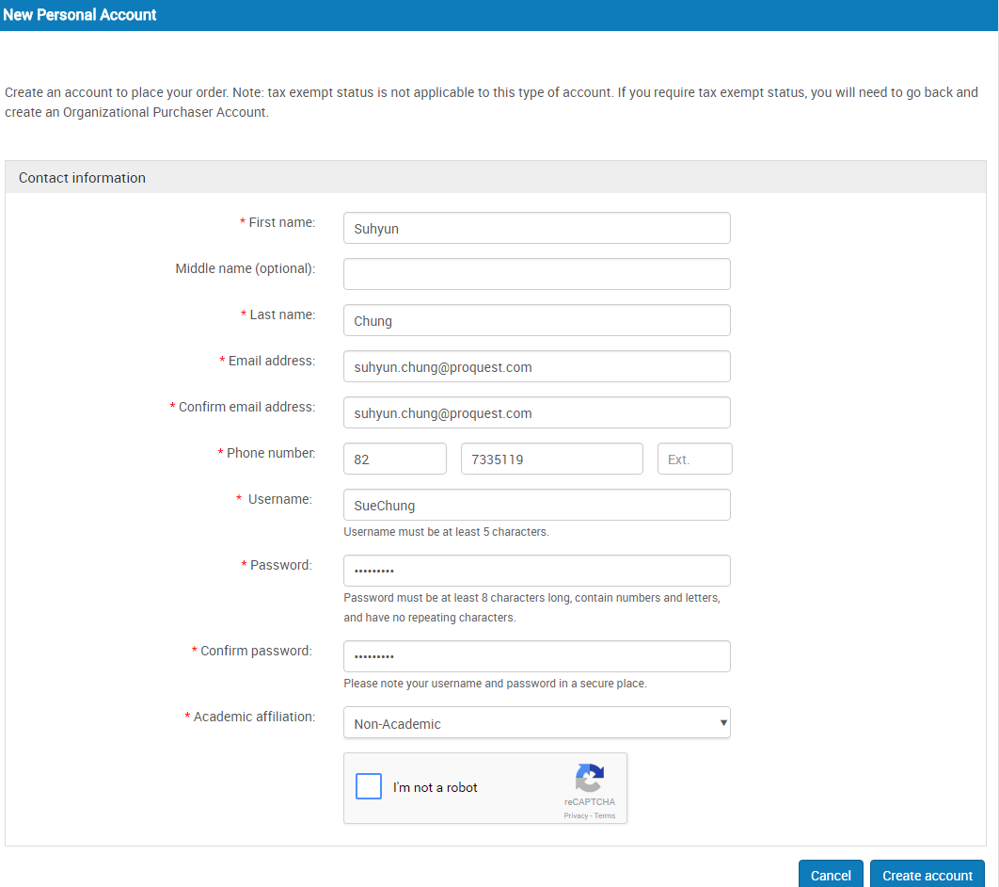 New Personal Account
Create an account to place your order. Note: tax exempt status is not applicable to this type of account. If you require tax exempt status, you will need to go back and
create an Organizational Purchaser Account.
Contact information
* First name: Suhyun
Middle name (optional):
* Last name: Chung
* Email address: suhyun.chung@proquest.com
* Confirm email address: suhyun.chung@proquest.com
* Phone number: 82 7335119 Ext.
* Username: SueChung
Username must be at least 5 characters.
* Password: •••••••••
Password must be at least 8 characters long, contain numbers and letters,
and have no repeating characters.
* Confirm password: •••••••••
Please note your username and password in a secure place.
* Academic affiliation: Non-Academic
I'm not a robot
reCAPTCHA
Privacy - Terms
Cancel Create account